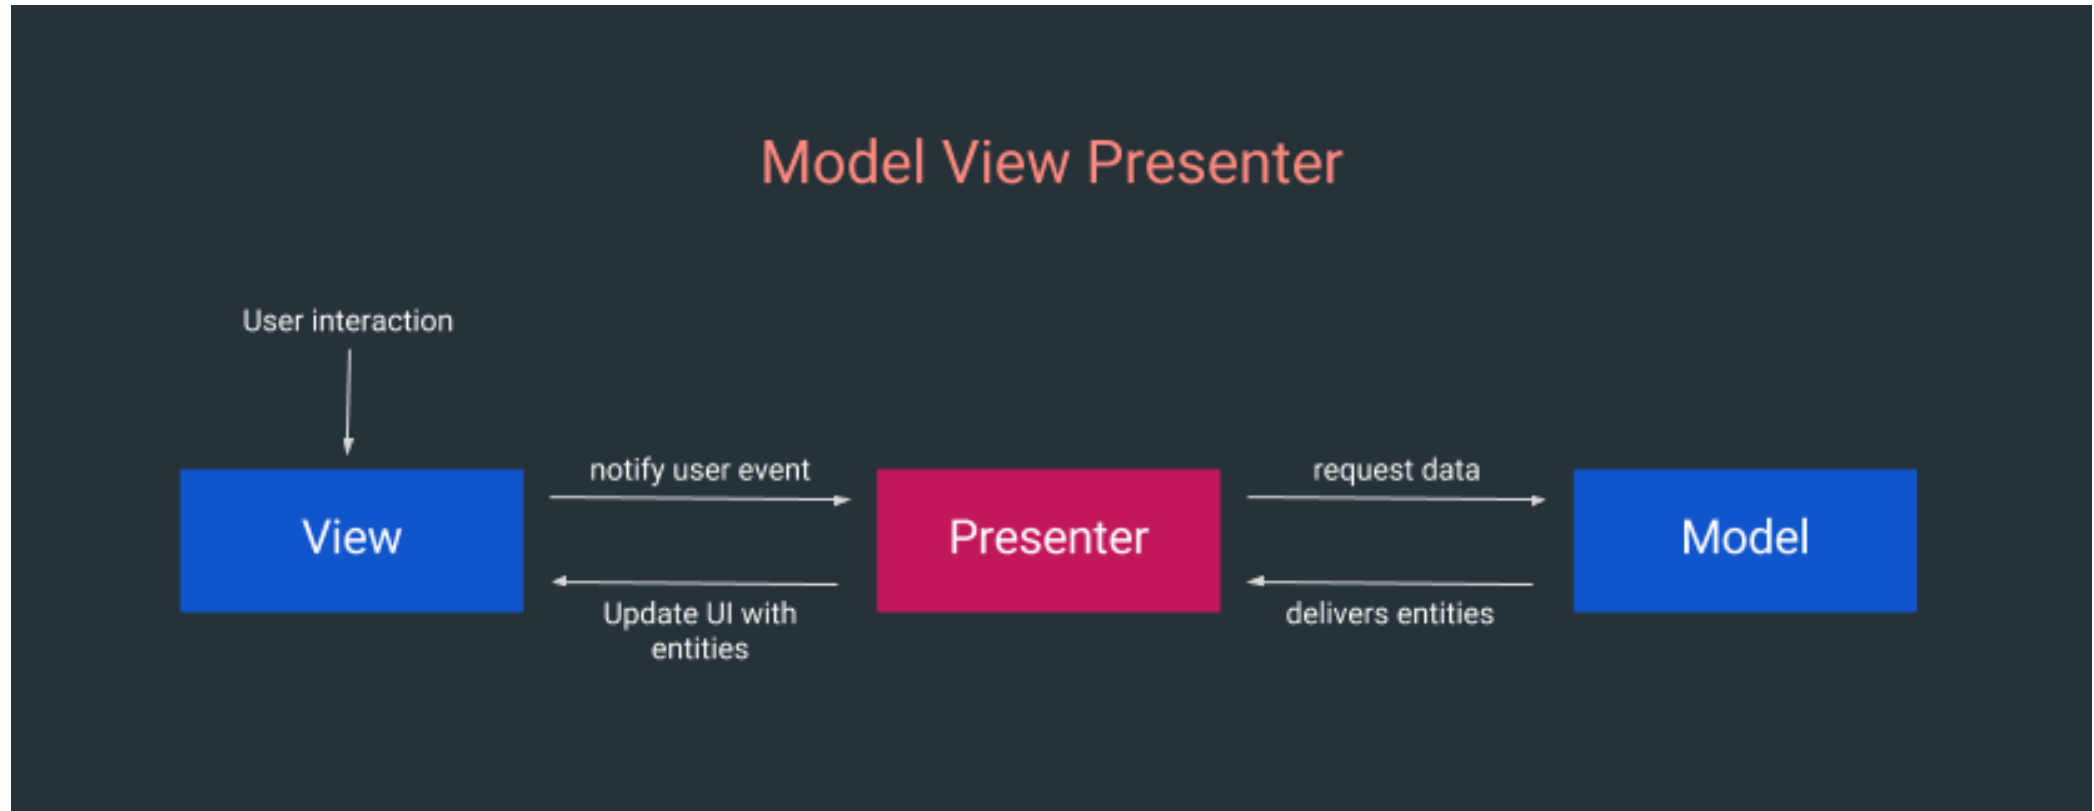 Model View Presenter
User interaction
notify user event
request data
View
Presenter
Model
Update UI with
entities
delivers entities